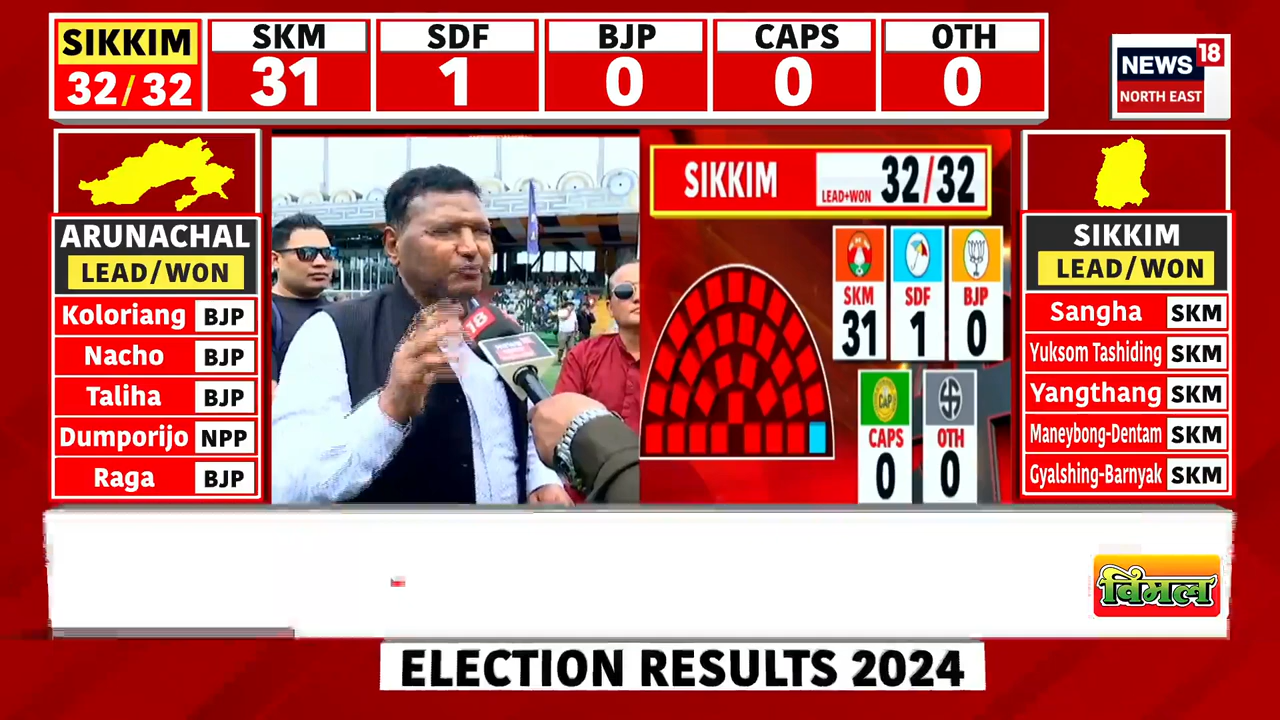 SIKKIM
32/32
SKM
31
SDF
1
BJP
0
CAPS
0
OTH
0
NEWS 18
NORTH EAST
ARUNACHAL
LEAD/WON
Koloriang BJP
Nacho BJP
Taliha BJP
Dumporijo NPP
Raga BJP
18
SIKKIM
LEAD+WON 32/32
SKM
31
SDF
1
BJP
0
CAP
CAPS
0
OTH
0
SIKKIM
LEAD/WON
Sangha SKM
Yuksom Tashiding SKM
Yangthang SKM
Maneybong-Dentam SKM
Gyalshing-Barnyak SKM
विमल
ELECTION RESULTS 2024